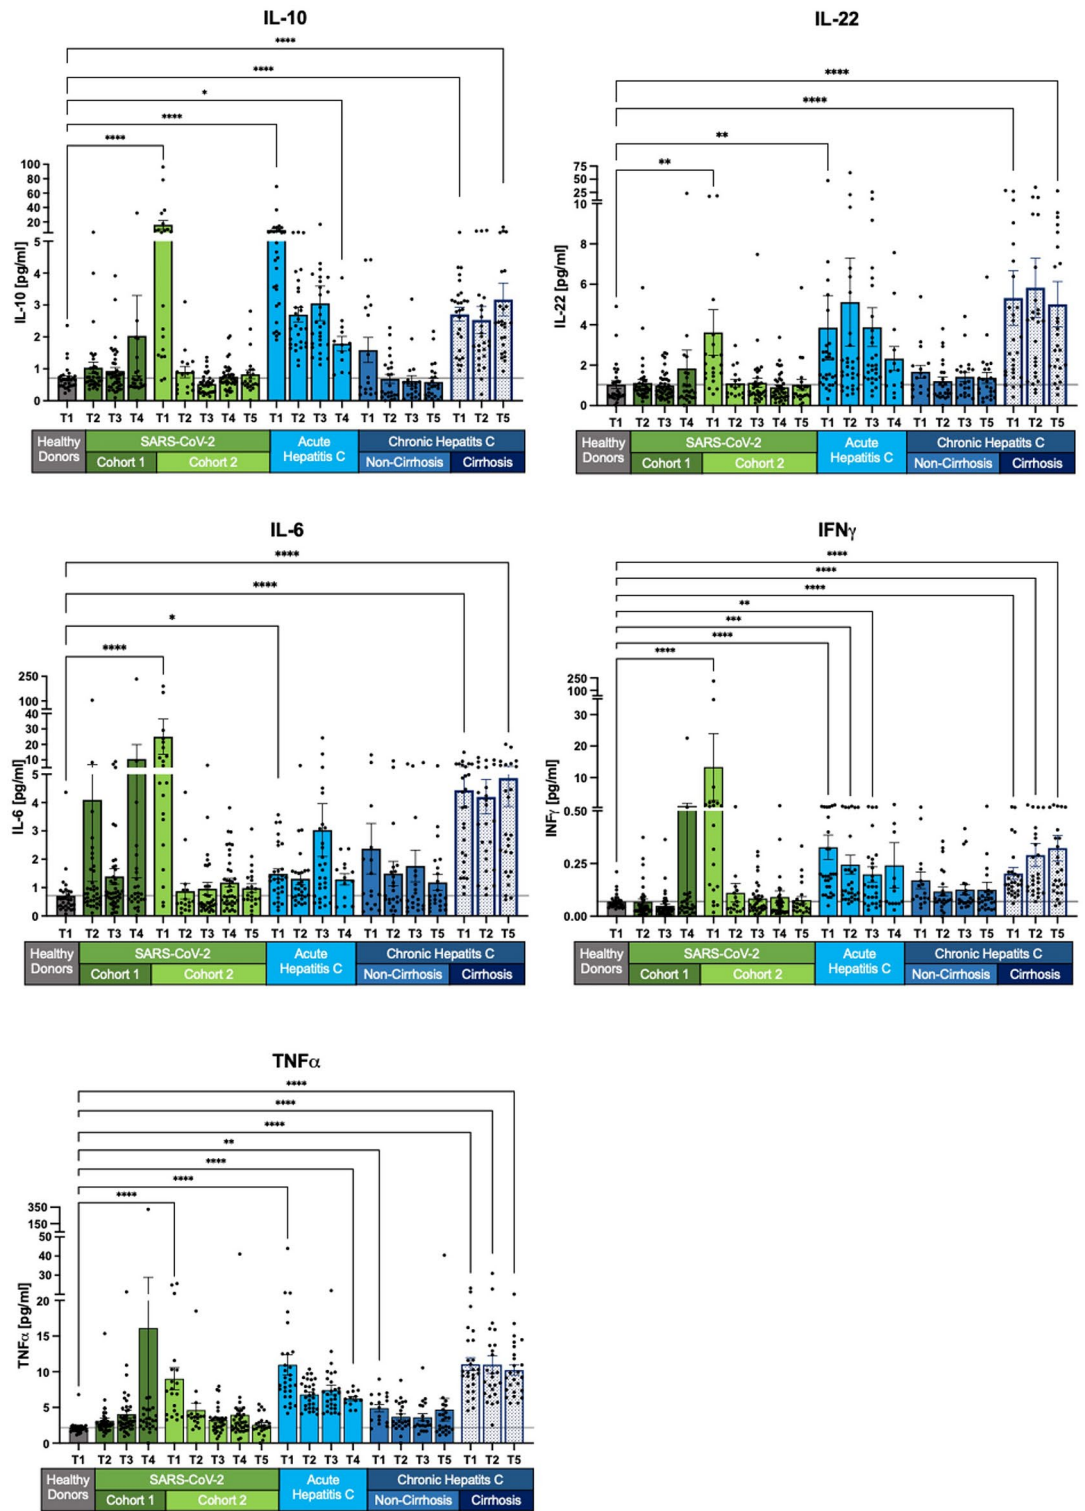 IL-10
****
****
*
****
****
100
80
60
40
20
5
4
3
2
1
0
IL-10 [pg/ml]
T1 T2 T3 T4 T1 T2 T3 T4 T5 T1 T2 T3 T4 T1 T2 T3 T5 T1 T2 T5
Healthy Donors
SARS-CoV-2
Cohort 1
Cohort 2
Acute
Hepatitis C
Chronic Hepatits C
Non-Cirrhosis
Cirrhosis
IL-22
****
****
**
**
75
50
25
10
8
6
4
2
0
IL-22 [pg/ml]
T1 T2 T3 T4 T1 T2 T3 T4 T5 T1 T2 T3 T4 T1 T2 T3 T5 T1 T2 T5
Healthy Donors
SARS-CoV-2
Cohort 1
Cohort 2
Acute
Hepatitis C
Chronic Hepatits C
Non-Cirrhosis
Cirrhosis
IL-6
****
****
*
****
250
100
40
30
20
10
5
4
3
2
1
0
IL-6 [pg/ml]
T1 T2 T3 T4 T1 T2 T3 T4 T5 T1 T2 T3 T4 T1 T2 T3 T5 T1 T2 T5
Healthy Donors
SARS-CoV-2
Cohort 1
Cohort 2
Acute
Hepatitis C
Chronic Hepatits C
Non-Cirrhosis
Cirrhosis
IFNγ
****
****
****
**
***
****
****
250
100
30
20
10
0.50
0.25
0.00
INFγ [pg/ml]
T1 T2 T3 T4 T1 T2 T3 T4 T5 T1 T2 T3 T4 T1 T2 T3 T5 T1 T2 T5
Healthy Donors
SARS-CoV-2
Cohort 1
Cohort 2
Acute
Hepatitis C
Chronic Hepatits C
Non-Cirrhosis
Cirrhosis
TNFα
****
****
****
**
****
****
****
350
150
50
40
30
20
15
10
5
0
TNFα [pg/ml]
T1 T2 T3 T4 T1 T2 T3 T4 T5 T1 T2 T3 T4 T1 T2 T3 T5 T1 T2 T5
Healthy Donors
SARS-CoV-2
Cohort 1
Cohort 2
Acute
Hepatitis C
Chronic Hepatits C
Non-Cirrhosis
Cirrhosis